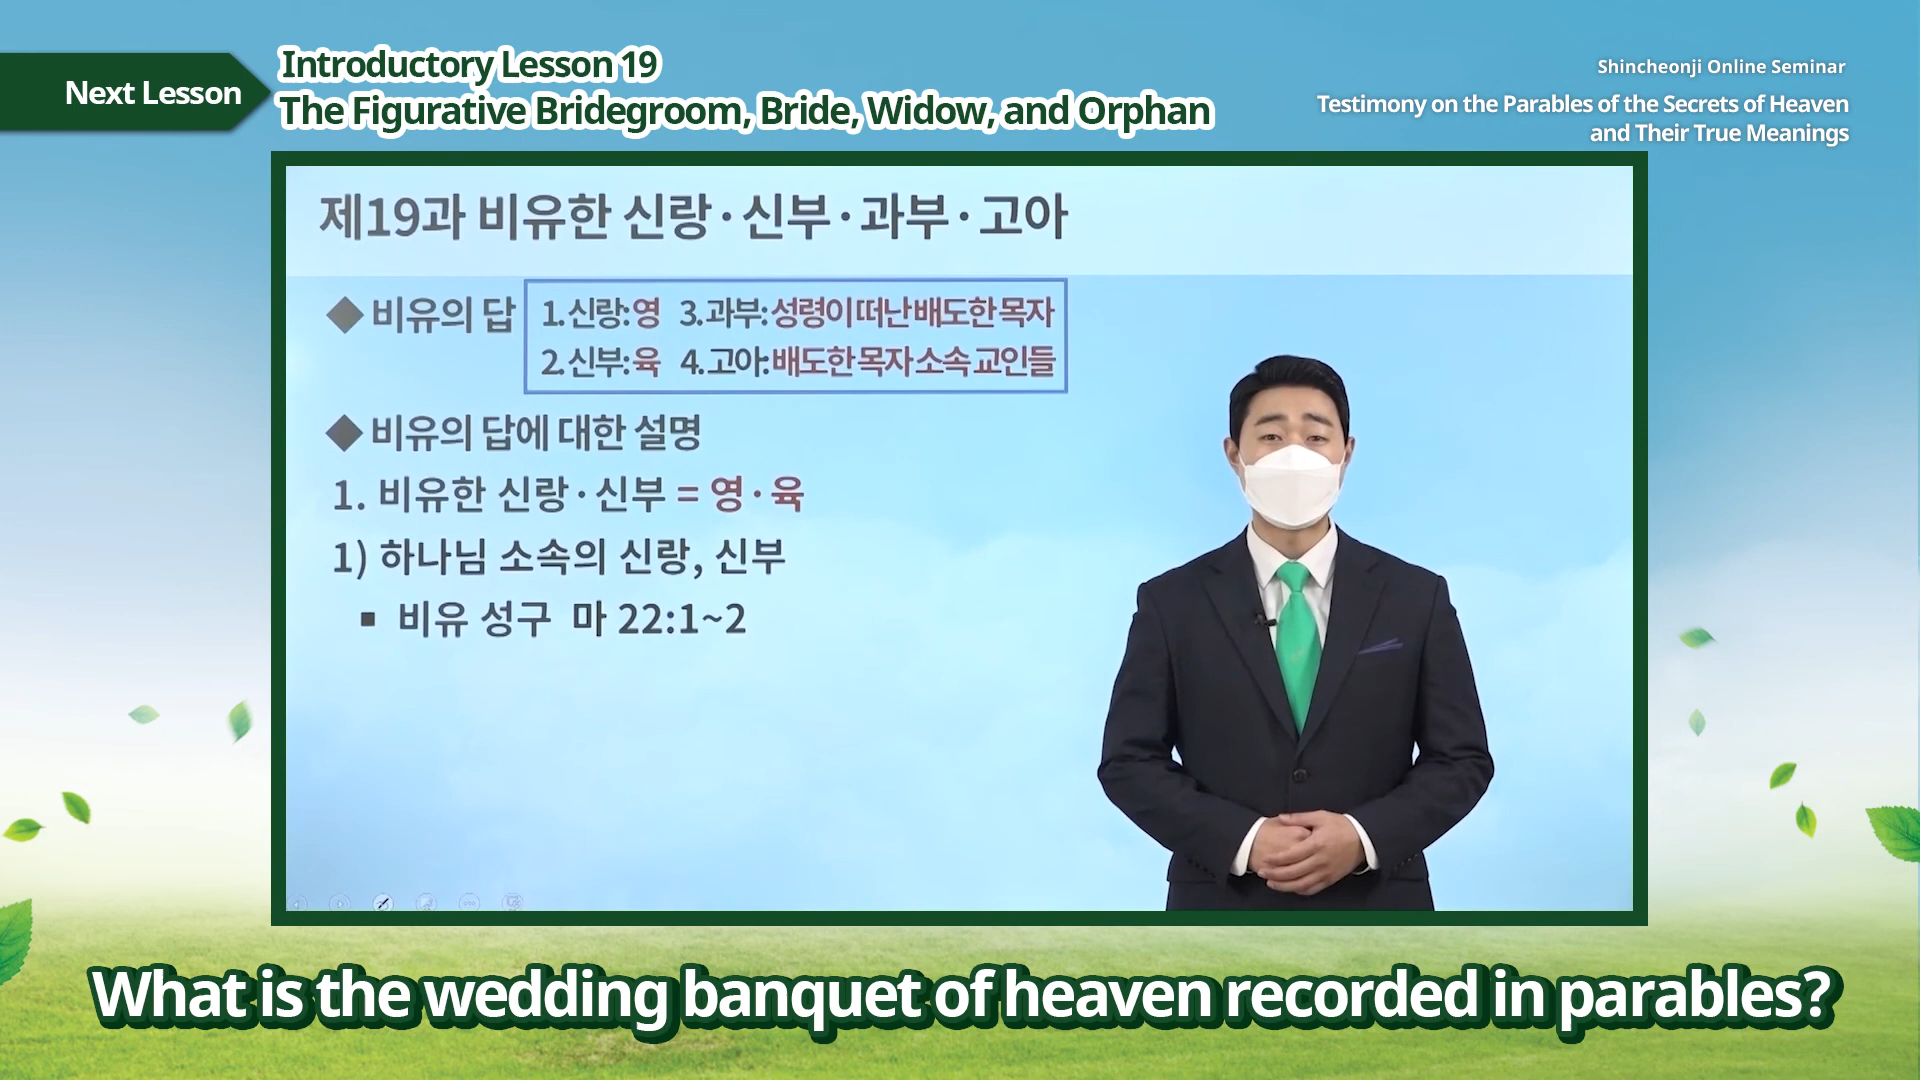 Next Lesson
Introductory Lesson 19
The Figurative Bridegroom, Bride, Widow, and Orphan
Shincheonji Online Seminar
Testimony on the Parables of the Secrets of Heaven
and Their True Meanings
제19과 비유한 신랑·신부·과부·고아
◆ 비유의 답
1.신랑:영 3.과부:성령이 떠난 배도한 목자
2.신부:육 4.고아:배도한 목자 소속 교인들
◆ 비유의 답에 대한 설명
1. 비유한 신랑·신부 = 영·육
1) 하나님 소속의 신랑, 신부
▪ 비유 성구 마 22:1~2
What is the wedding banquet of heaven recorded in parables?